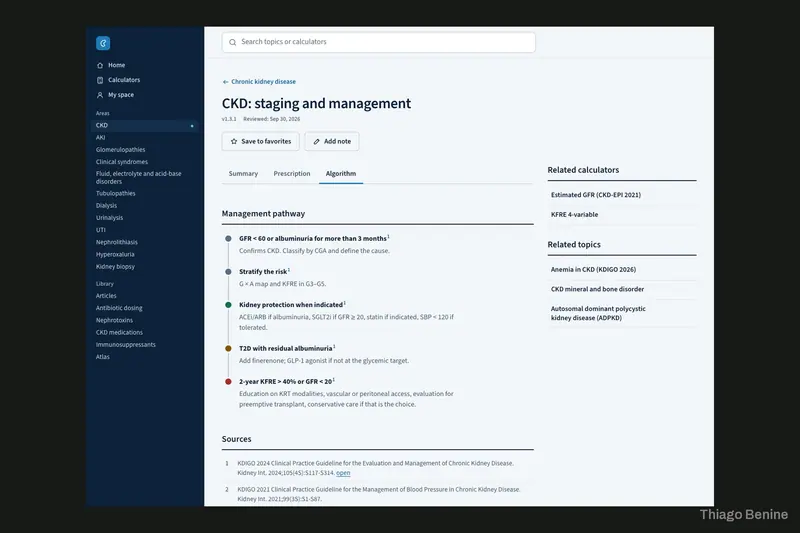 Search topics or calculators
Home
Calculators
My space
Areas
CKD
AKI
Glomerulopathies
Clinical syndromes
Fluid, electrolyte and acid-base
disorders
Tubulopathies
Dialysis
Urinalysis
UTI
Nephrolithiasis
Hyperoxaluria
Kidney biopsy
Library
Articles
Antibiotic dosing
Nephrotoxins
CKD medications
Immunosuppressants
Atlas
← Chronic kidney disease
CKD: staging and management
v1.3.1 Reviewed: Sep 30, 2026
Save to favorites
Add note
Summary Prescription Algorithm
Management pathway
GFR < 60 or albuminuria for more than 3 months¹
Confirms CKD. Classify by CGA and define the cause.
Stratify the risk¹
G × A map and KFRE in G3–G5.
Kidney protection when indicated¹
ACEi/ARB if albuminuria, SGLT2i if GFR ≥ 20, statin if indicated, SBP < 120 if
tolerated.
T2D with residual albuminuria¹
Add finerenone; GLP-1 agonist if not at the glycemic target.
2-year KFRE > 40% or GFR < 20¹
Education on KRT modalities, vascular or peritoneal access, evaluation for
preemptive transplant, conservative care if that is the choice.
Sources
1 KDIGO 2024 Clinical Practice Guideline for the Evaluation and Management of Chronic Kidney Disease.
Kidney Int. 2024;105(4S):S117-S314. open
2 KDIGO 2021 Clinical Practice Guideline for the Management of Blood Pressure in Chronic Kidney Disease.
Kidney Int. 2021;99(3S):S1-S87.
Related calculators
Estimated GFR (CKD-EPI 2021)
KFRE 4-variable
Related topics
Anemia in CKD (KDIGO 2026)
CKD mineral and bone disorder
Autosomal dominant polycystic
kidney disease (ADPKD)
Thiago Benine